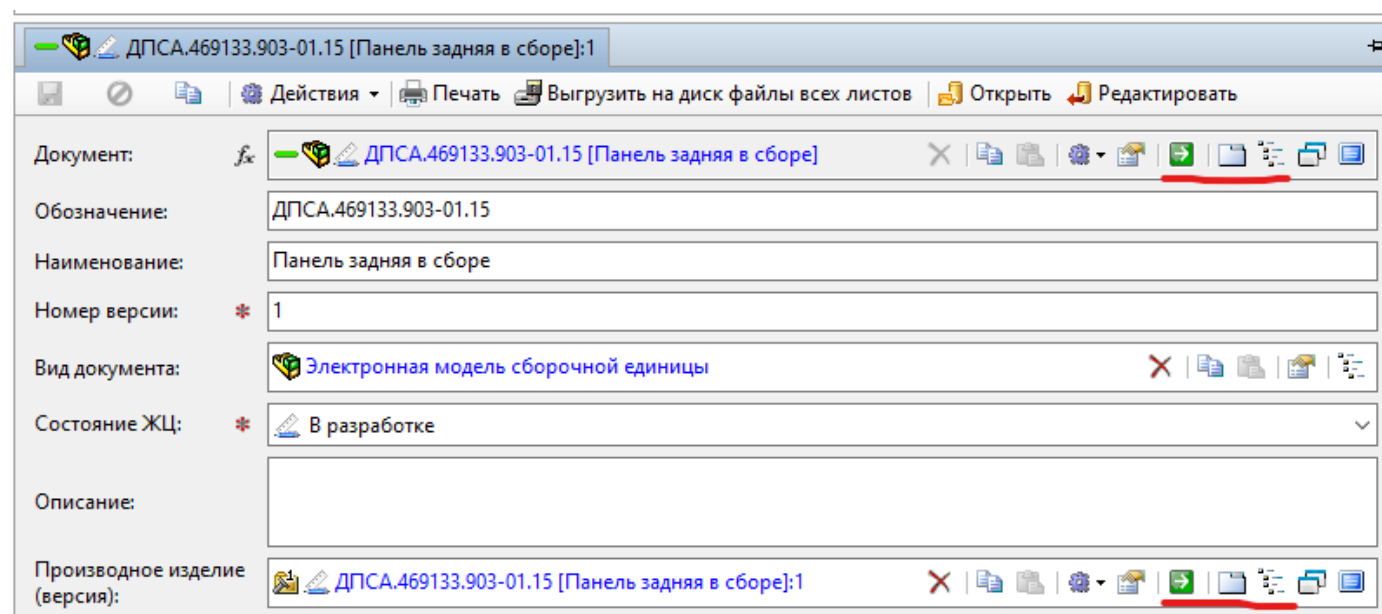 ДПСА.469133.903-01.15 [Панель задняя в сборе]:1
Действия Печать Выгрузить на диск файлы всех листов Открыть Редактировать
Документ: fx ДПСА.469133.903-01.15 [Панель задняя в сборе]
Обозначение: ДПСА.469133.903-01.15
Наименование: Панель задняя в сборе
Номер версии: * 1
Вид документа: Электронная модель сборочной единицы
Состояние ЖЦ: * В разработке
Описание:
Производное изделие
(версия): ДПСА.469133.903-01.15 [Панель задняя в сборе]:1